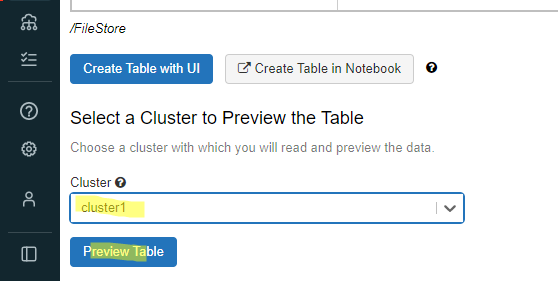 /FileStore
Create Table with UI
Create Table in Notebook
Select a Cluster to Preview the Table
Choose a cluster with which you will read and preview the data.
Cluster
cluster1
Preview Table